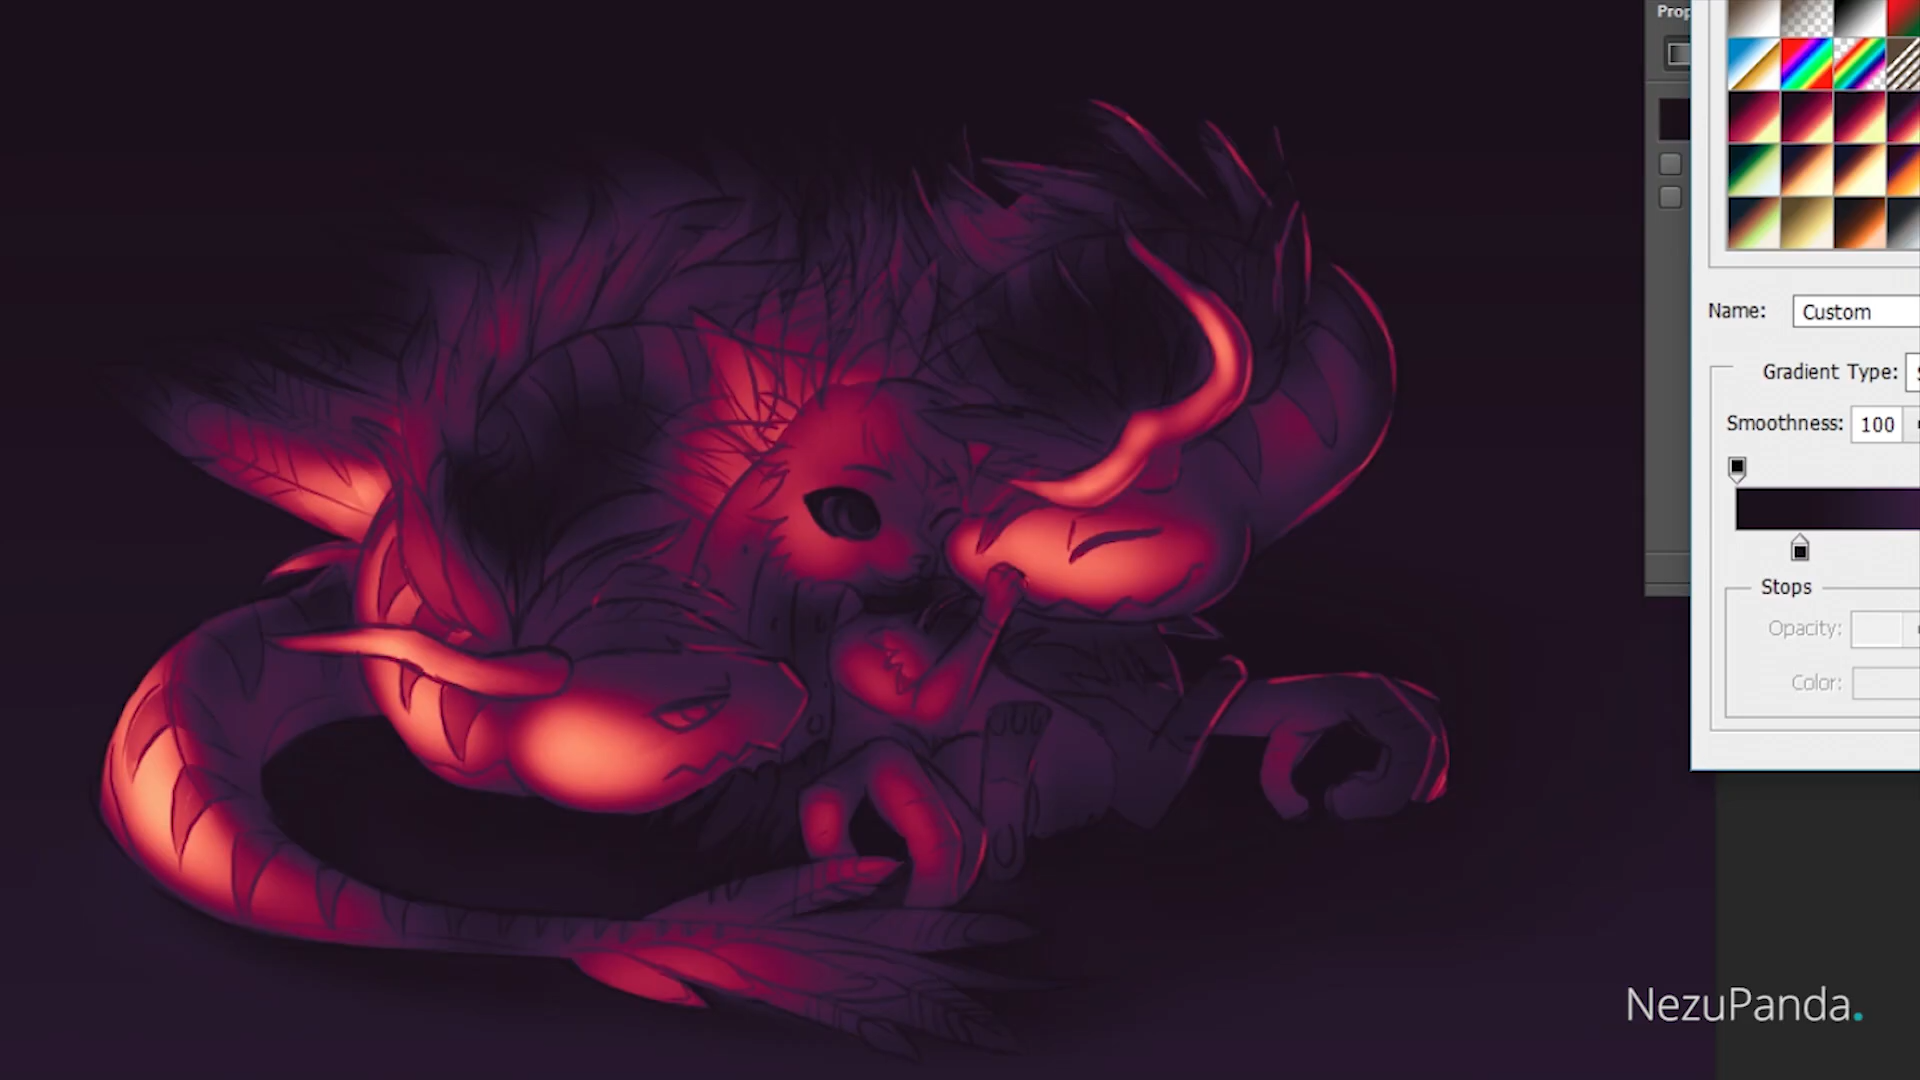 Prop
Name: Custom
Gradient Type:
Smoothness: 100
Stops
Opacity:
Color:
NezuPanda.